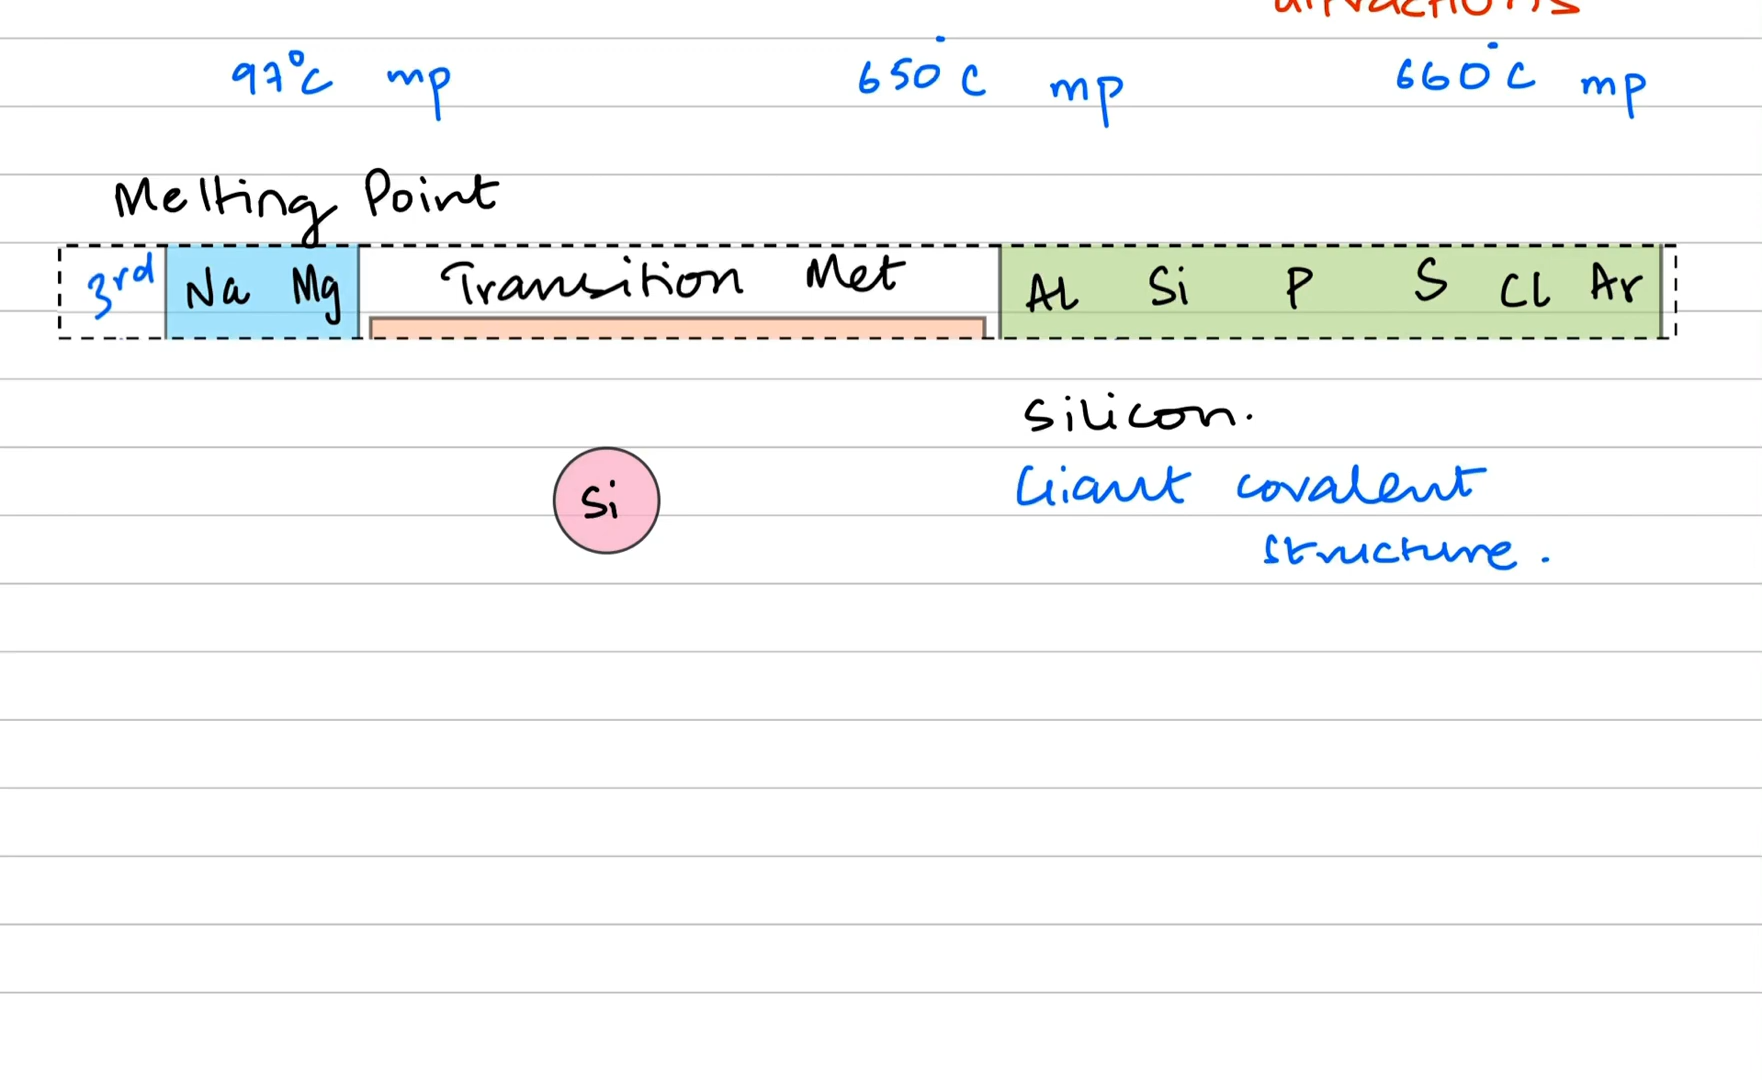 attractions
97°C mp 650°C mp 660°C mp
Melting Point
3rd Na Mg Transition Met Al Si P S Cl Ar
Silicon.
Giant covalent
Si
structure.